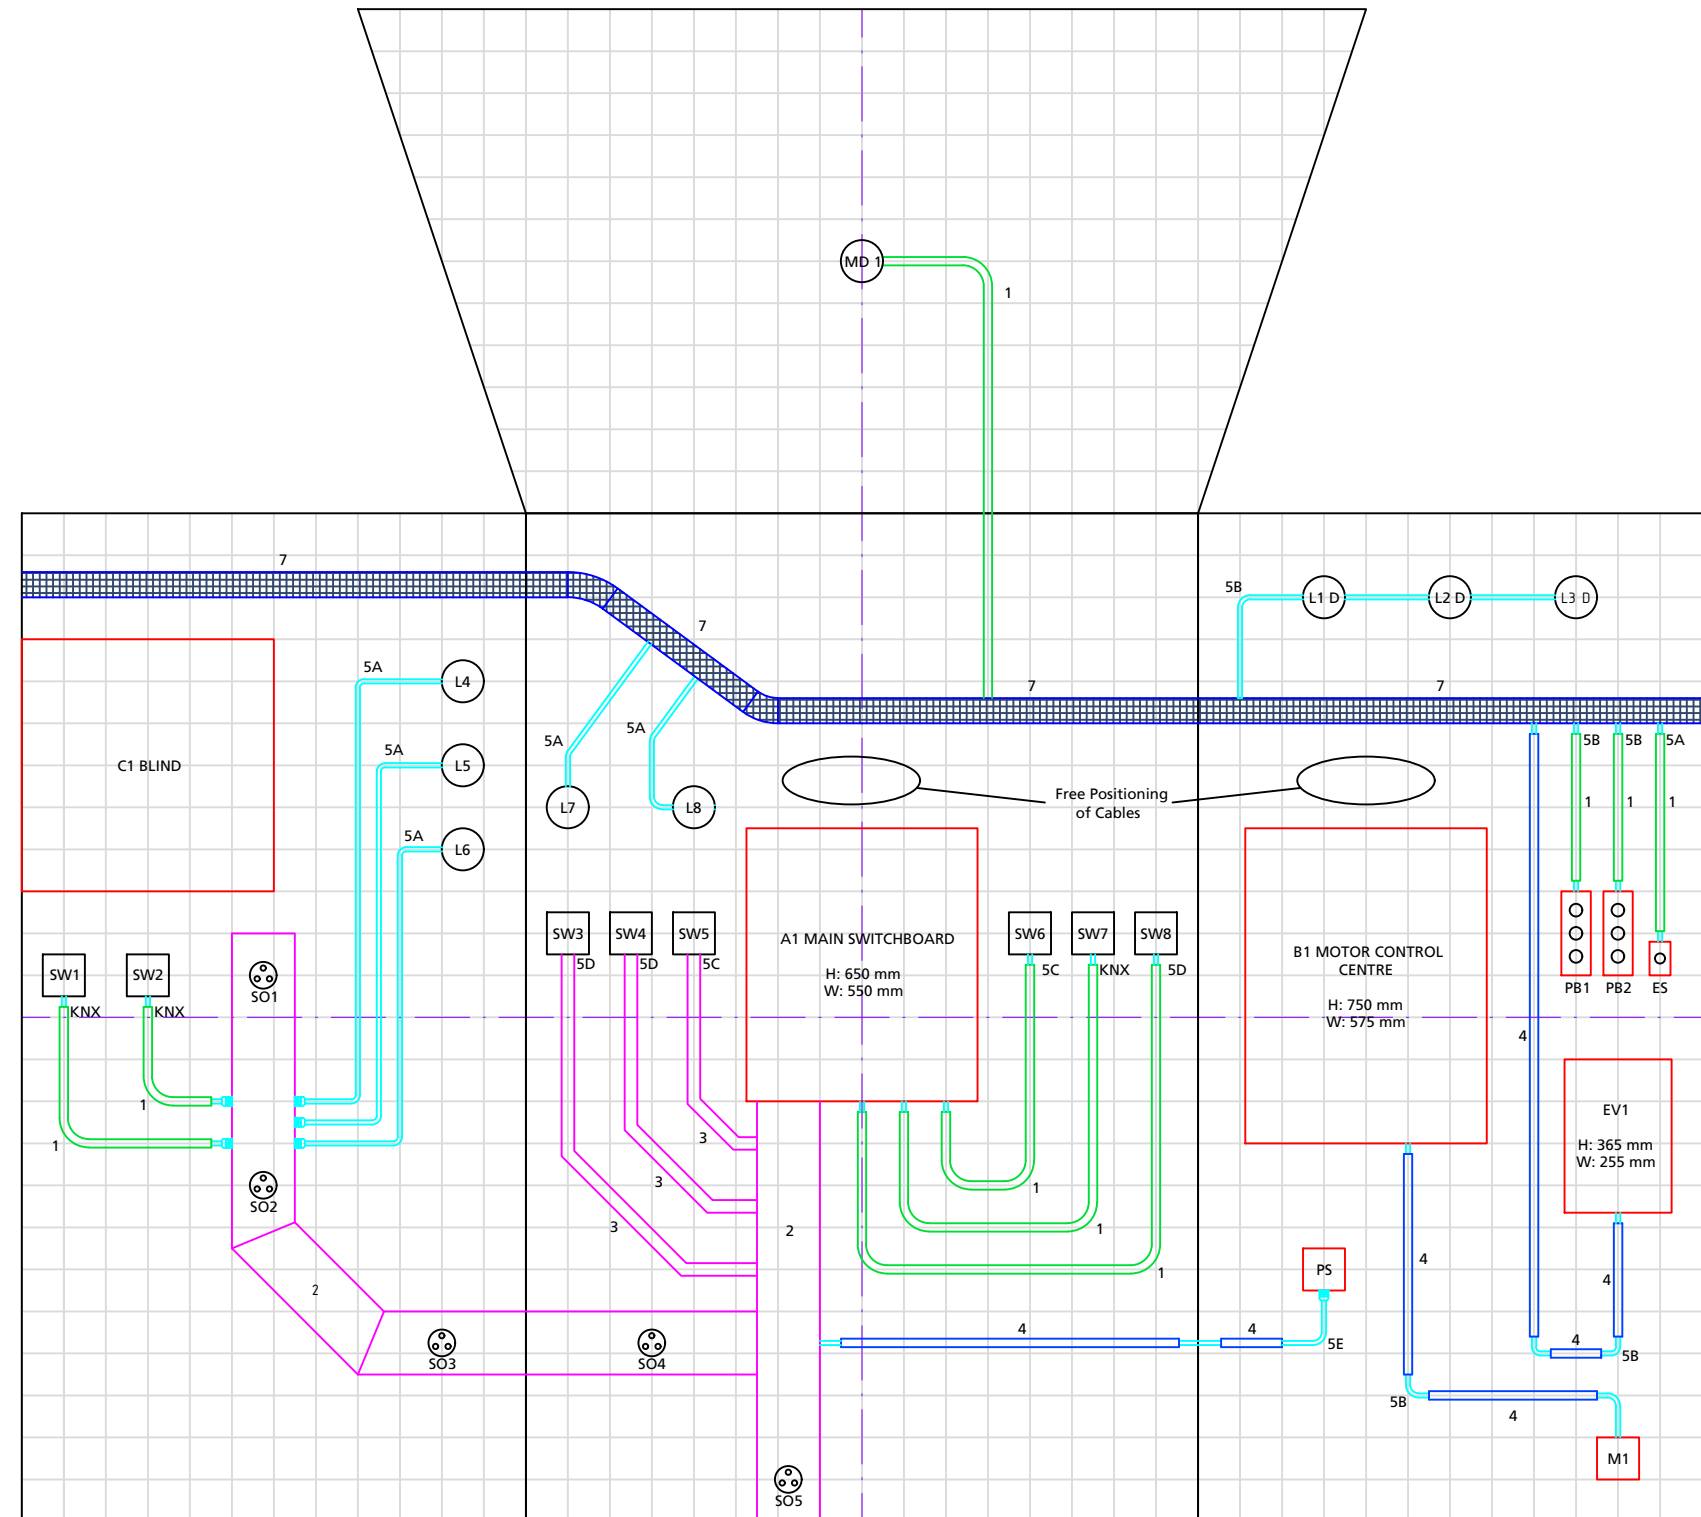 MD 1
1
7
7
7
7
5B
L1 D
L2 D
L3 D
5A
L4
5A
L5
5A
L6
C1 BLIND
5A
5A
L7
L8
Free Positioning
of Cables
5B
5B
5A
1
1
1
SW1
SW2
KNX
KNX
SO1
1
1
SO2
2
SW3
SW4
SW5
5D
5D
5C
A1 MAIN SWITCHBOARD
H: 650 mm
W: 550 mm
SW6
SW7
SW8
5C
KNX
5D
B1 MOTOR CONTROL
CENTRE
H: 750 mm
W: 575 mm
PB1
PB2
ES
4
EV1
H: 365 mm
W: 255 mm
3
3
3
2
1
1
1
PS
4
4
4
4
4
5E
5B
SO3
SO4
5B
4
M1
SO5